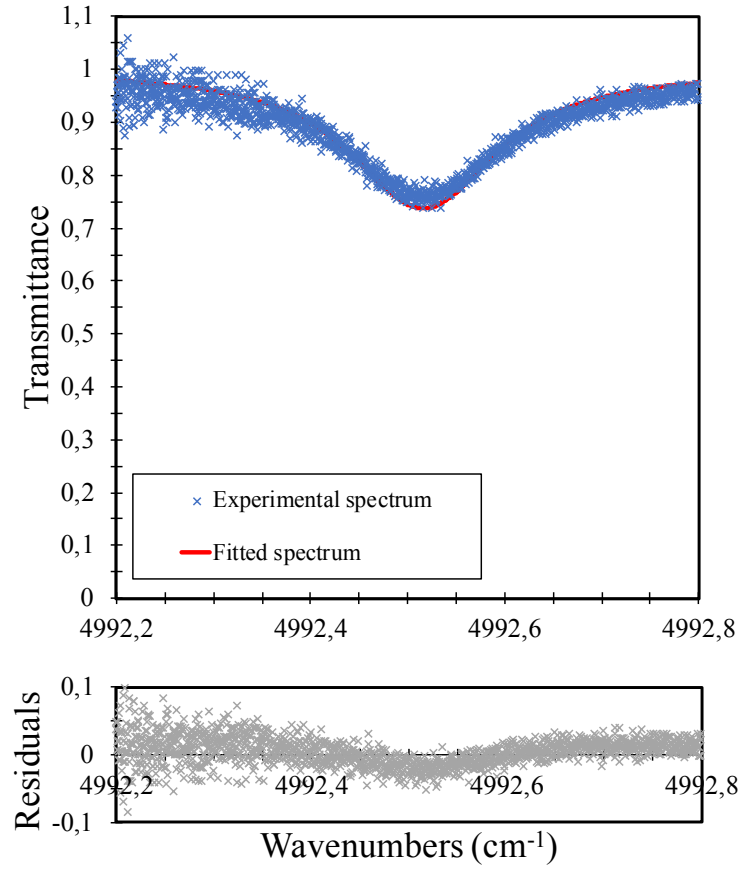 1,1
1
0,9
0,8
0,7
0,6
0,5
0,4
0,3
0,2
0,1
0
Transmittance
Experimental spectrum
Fitted spectrum
4992,2 4992,4 4992,6 4992,8
0,1
0
-0,1
Residuals
4992,2 4992,4 4992,6 4992,8
Wavenumbers (cm⁻¹)